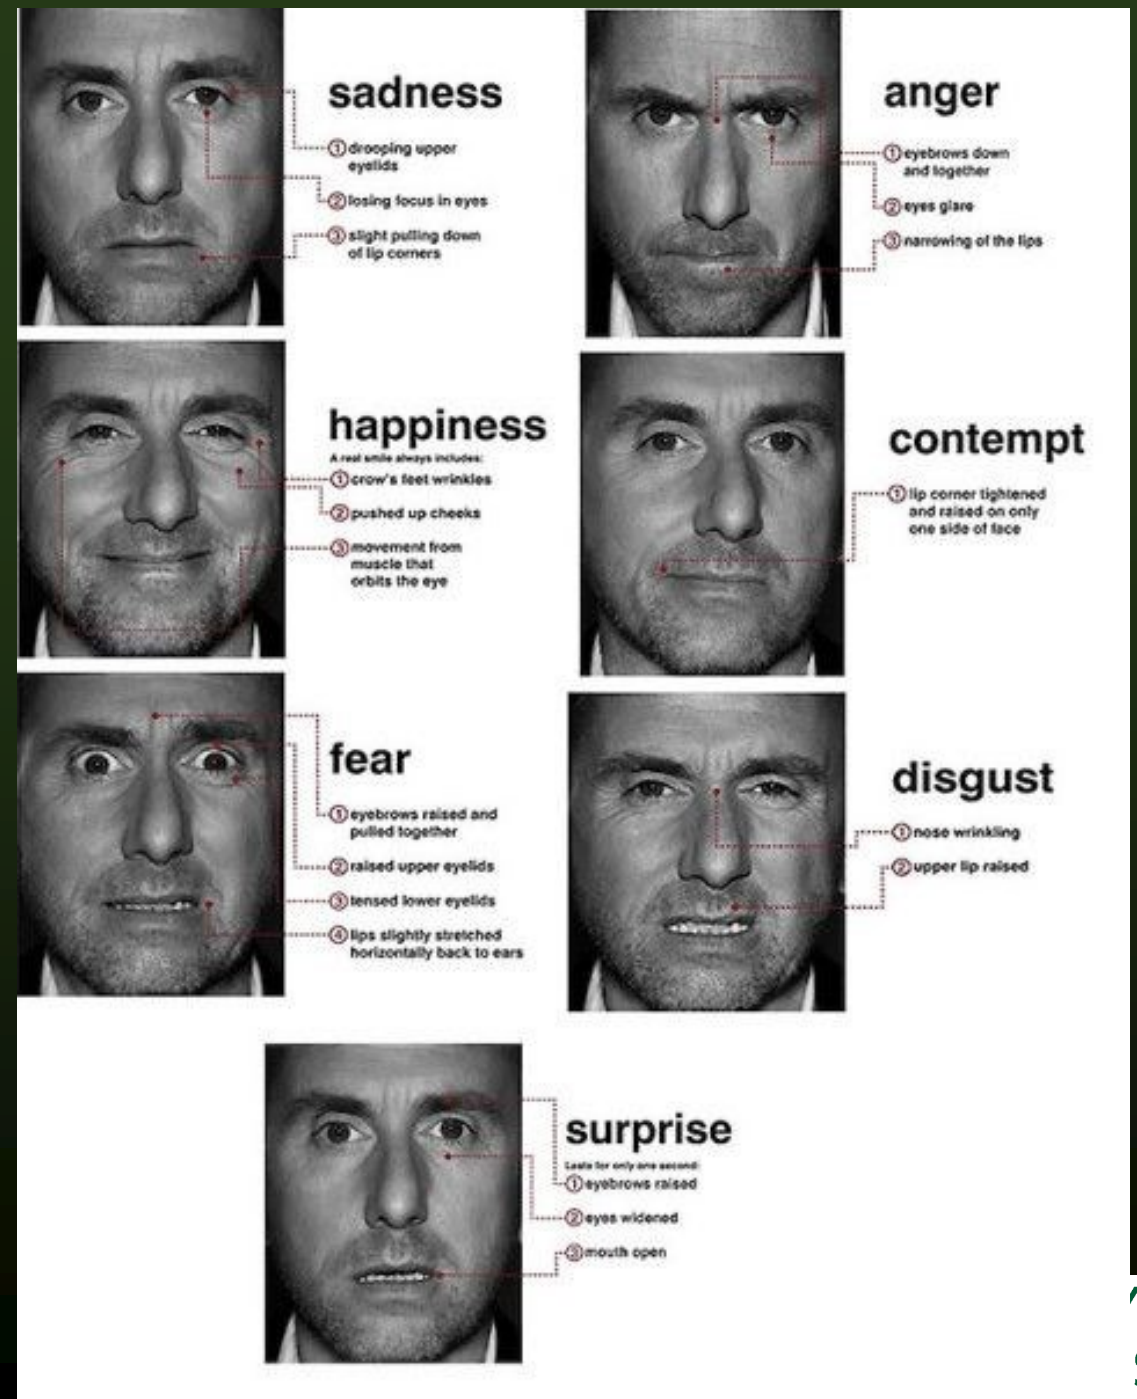 sadness
① drooping upper
eyelids
② losing focus in eyes
③ slight pulling down
of lip corners
anger
① eyebrows down
and together
② eyes glare
③ narrowing of the lips
happiness
A real smile always includes:
① crow's feet wrinkles
② pushed up cheeks
③ movement from
muscle that
orbits the eye
contempt
① lip corner tightened
and raised on only
one side of face
fear
① eyebrows raised and
pulled together
② raised upper eyelids
③ tensed lower eyelids
④ lips slightly stretched
horizontally back to ears
disgust
① nose wrinkling
② upper lip raised
surprise
Lasts for only one second:
① eyebrows raised
② eyes widened
③ mouth open